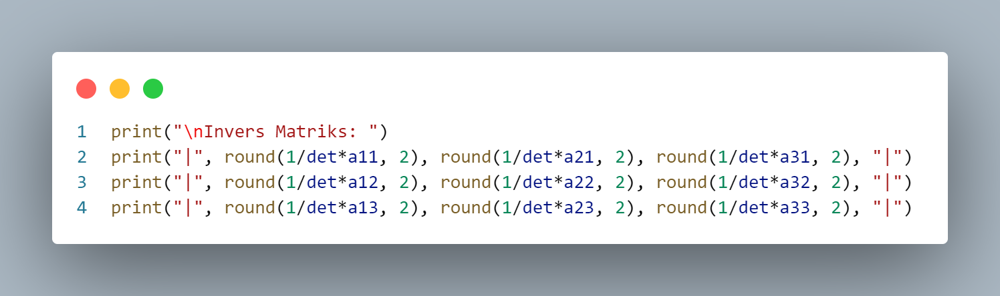 1 print("\nInvers Matriks: ")
2 print("|", round(1/det*a11, 2), round(1/det*a21, 2), round(1/det*a31, 2), "|")
3 print("|", round(1/det*a12, 2), round(1/det*a22, 2), round(1/det*a32, 2), "|")
4 print("|", round(1/det*a13, 2), round(1/det*a23, 2), round(1/det*a33, 2), "|")